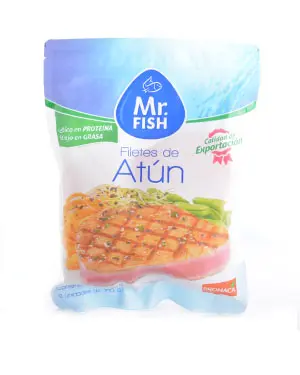 Mr.
FISH
Rico en PROTEINA
Bajo en GRASA
Calidad de
Exportación
Filetes de
Atún